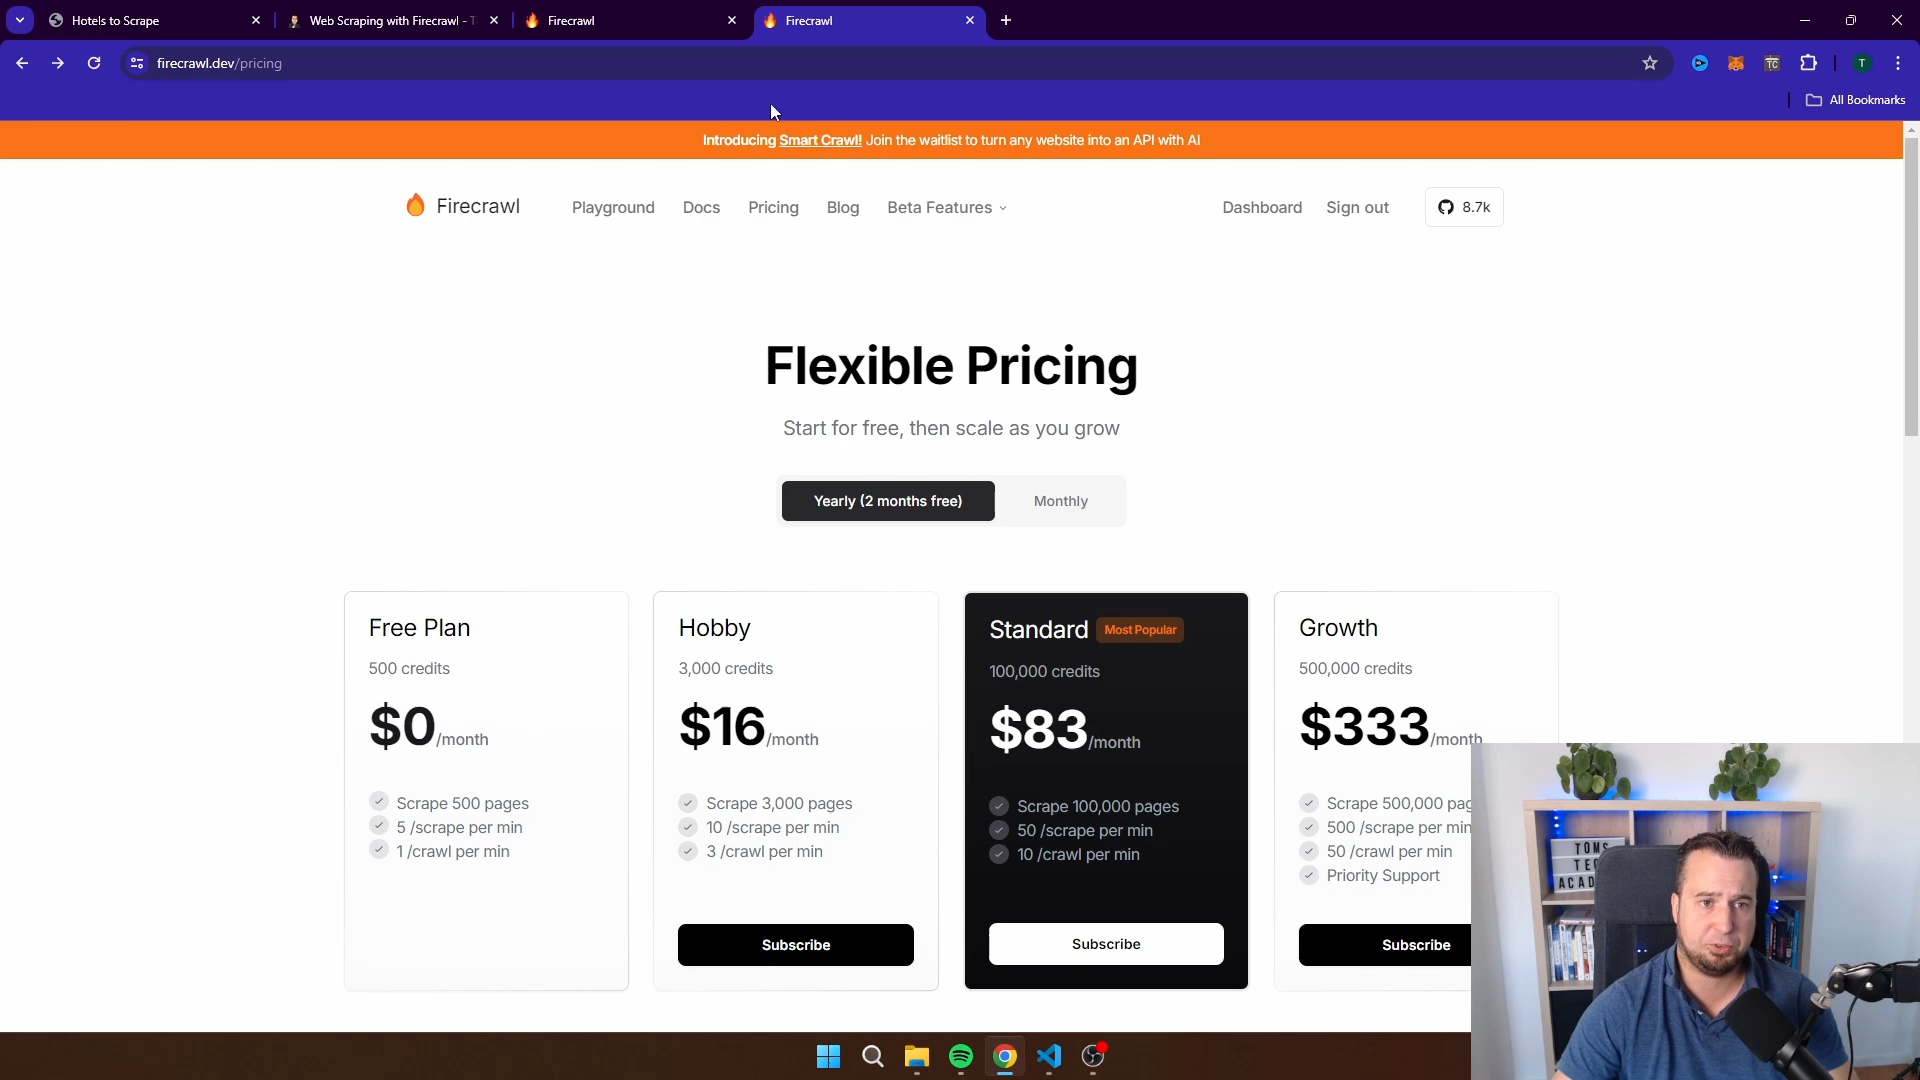 Hotels to Scrape
Web Scraping with Firecrawl - T
Firecrawl
Firecrawl
firecrawl.dev/pricing
TC
T
All Bookmarks
Introducing Smart Crawl! Join the waitlist to turn any website into an API with AI
Firecrawl
Playground
Docs
Pricing
Blog
Beta Features
Dashboard
Sign out
8.7k
Flexible Pricing
Start for free, then scale as you grow
Yearly (2 months free)
Monthly
Free Plan
500 credits
$0/month
Scrape 500 pages
5 /scrape per min
1 /crawl per min
Hobby
3,000 credits
$16/month
Scrape 3,000 pages
10 /scrape per min
3 /crawl per min
Subscribe
Standard
Most Popular
100,000 credits
$83/month
Scrape 100,000 pages
50 /scrape per min
10 /crawl per min
Subscribe
Growth
500,000 credits
$333/month
Scrape 500,000 pag
500 /scrape per min
50 /crawl per min
Priority Support
Subscribe
TOMS
TEC
ACAD